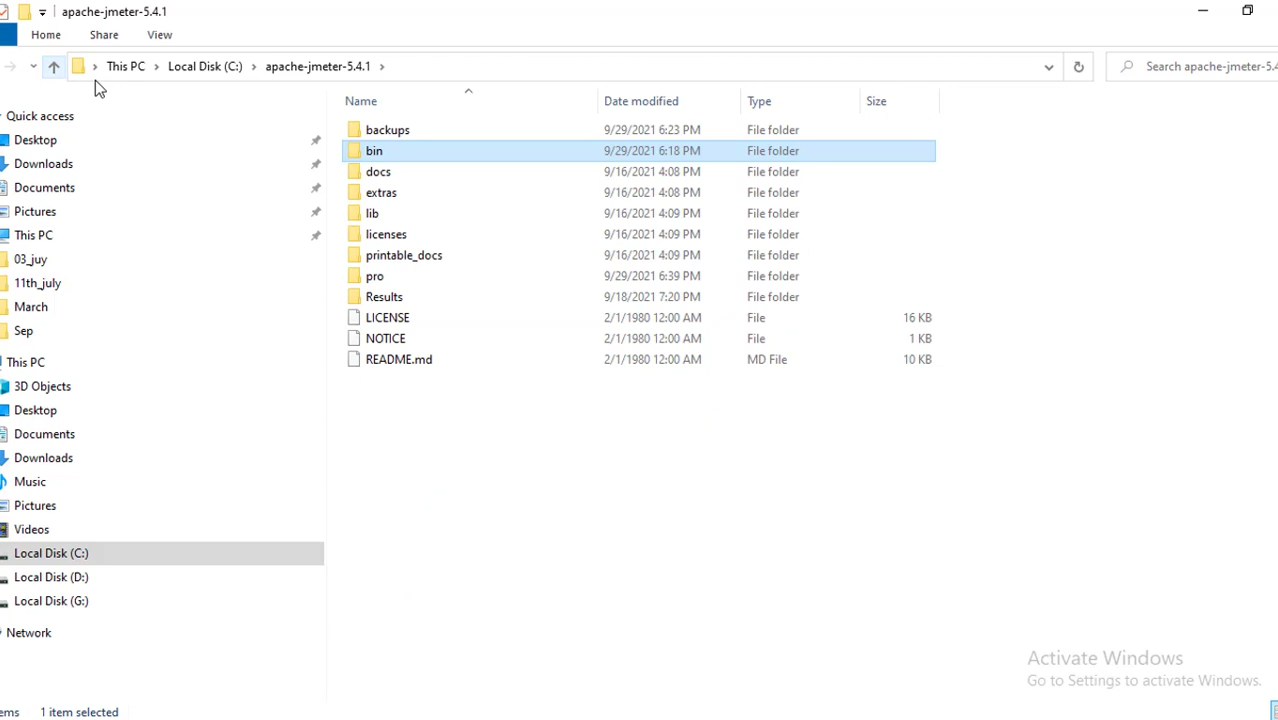 apache-jmeter-5.4.1
Home Share View
This PC Local Disk (C:) apache-jmeter-5.4.1
Search apache-jmeter-5.4
Name Date modified Type Size
Quick access
Desktop
Downloads
Documents
Pictures
This PC
03_juy
11th_july
March
Sep
This PC
3D Objects
Desktop
Documents
Downloads
Music
Pictures
Videos
Local Disk (C:)
Local Disk (D:)
Local Disk (G:)
Network
backups 9/29/2021 6:23 PM File folder
bin 9/29/2021 6:18 PM File folder
docs 9/16/2021 4:08 PM File folder
extras 9/16/2021 4:08 PM File folder
lib 9/16/2021 4:09 PM File folder
licenses 9/16/2021 4:09 PM File folder
printable_docs 9/16/2021 4:09 PM File folder
pro 9/29/2021 6:39 PM File folder
Results 9/18/2021 7:20 PM File folder
LICENSE 2/1/1980 12:00 AM File 16 KB
NOTICE 2/1/1980 12:00 AM File 1 KB
README.md 2/1/1980 12:00 AM MD File 10 KB
Activate Windows
Go to Settings to activate Windows.
ems 1 item selected